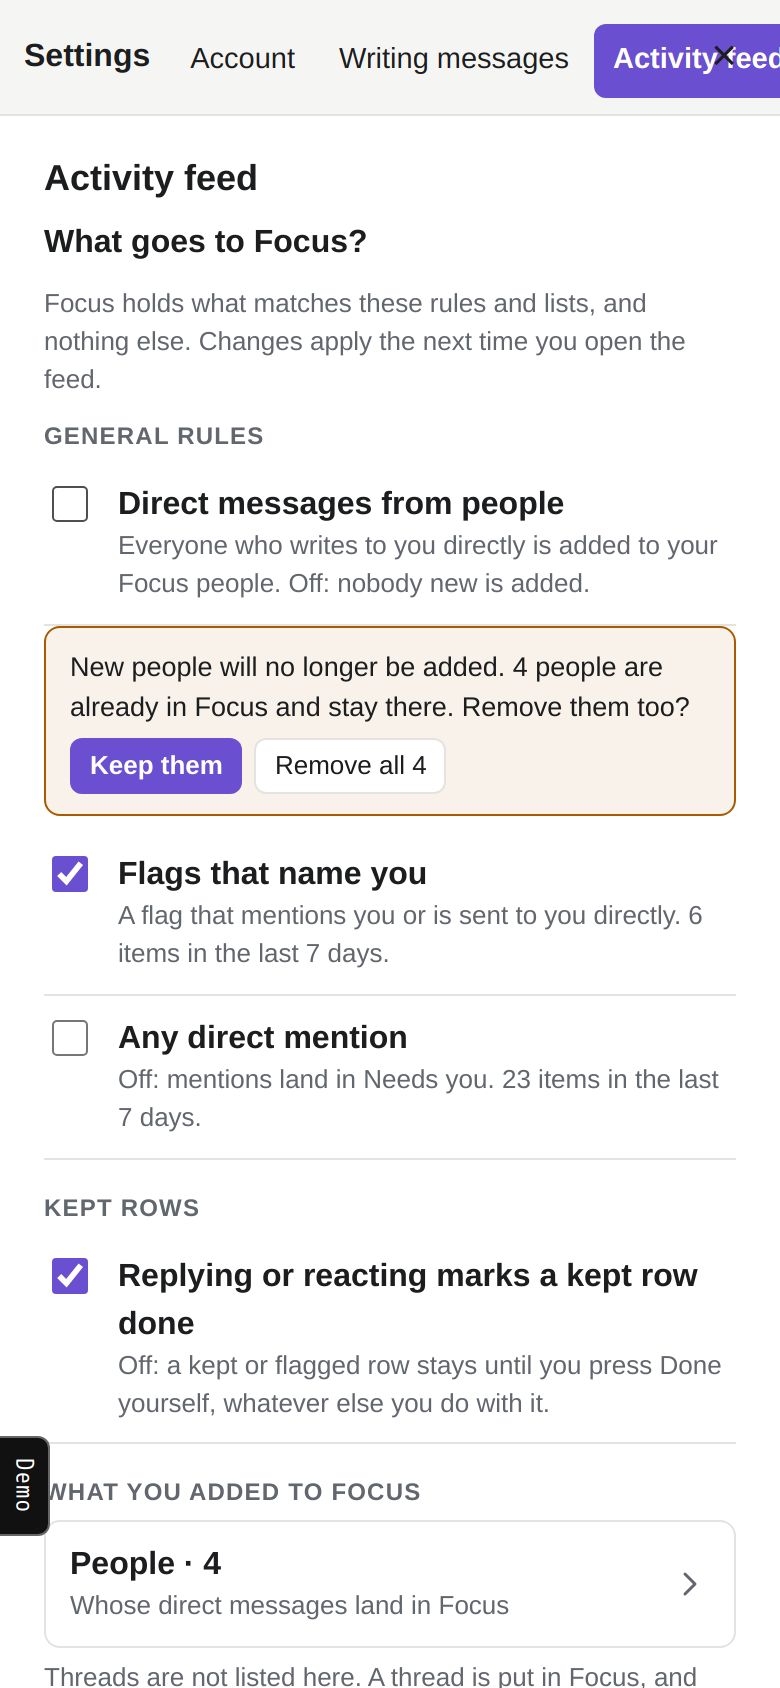 Settings
Account
Writing messages
Activity feed
Activity feed
What goes to Focus?
Focus holds what matches these rules and lists, and
nothing else. Changes apply the next time you open the
feed.
GENERAL RULES
Direct messages from people
Everyone who writes to you directly is added to your
Focus people. Off: nobody new is added.
New people will no longer be added. 4 people are
already in Focus and stay there. Remove them too?
Keep them
Remove all 4
Flags that name you
A flag that mentions you or is sent to you directly. 6
items in the last 7 days.
Any direct mention
Off: mentions land in Needs you. 23 items in the last
7 days.
KEPT ROWS
Replying or reacting marks a kept row
done
Off: a kept or flagged row stays until you press Done
yourself, whatever else you do with it.
Demo
WHAT YOU ADDED TO FOCUS
People · 4
Whose direct messages land in Focus
Threads are not listed here. A thread is put in Focus, and